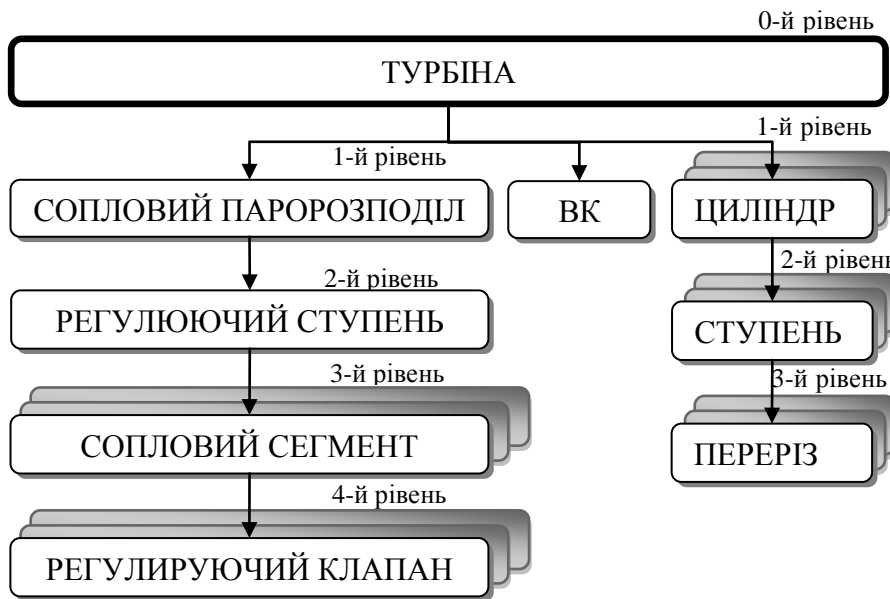 0-й рівень
ТУРБІНА
1-й рівень
1-й рівень
СОПЛОВИЙ ПАРОРОЗПОДІЛ
ВК
ЦИЛІНДР
2-й рівень
2-й рівень
РЕГУЛЮЮЧИЙ СТУПЕНЬ
СТУПЕНЬ
3-й рівень
3-й рівень
СОПЛОВИЙ СЕГМЕНТ
ПЕРЕРІЗ
4-й рівень
РЕГУЛИРУЮЧИЙ КЛАПАН